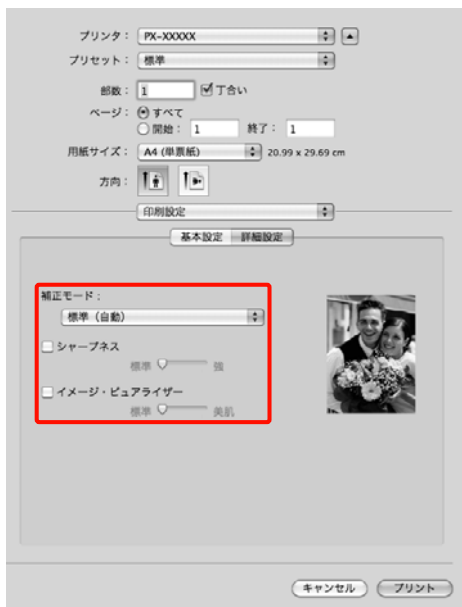 プリンタ： PX-XXXXX
プリセット： 標準
部数： 1 丁合い
ページ： すべて
開始： 1 終了： 1
用紙サイズ： A4 (単票紙) 20.99 x 29.69 cm
方向：
印刷設定
基本設定 詳細設定
補正モード：
標準（自動）
シャープネス
標準 強
イメージ・ピュアライザー
標準 美肌
キャンセル プリント